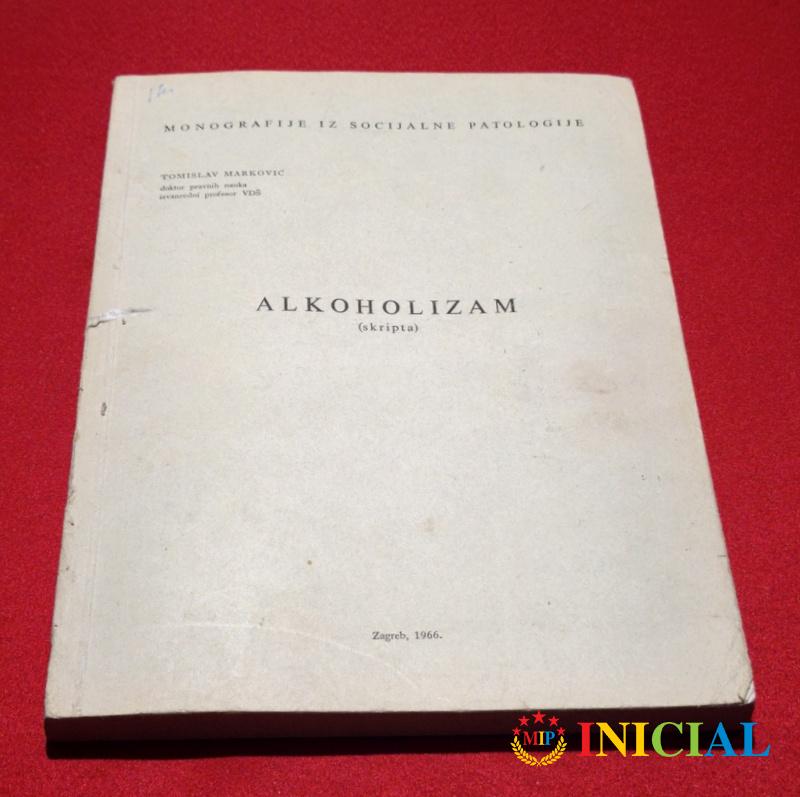 MONOGRAFIJE IZ SOCIJALNE PATOLOGIJE
TOMISLAV MARKOVIĆ
doktor pravnih nauka
izvanredni profesor VDŠ
ALKOHOLIZAM
(skripta)
Zagreb, 1966.
MIP INICIAL